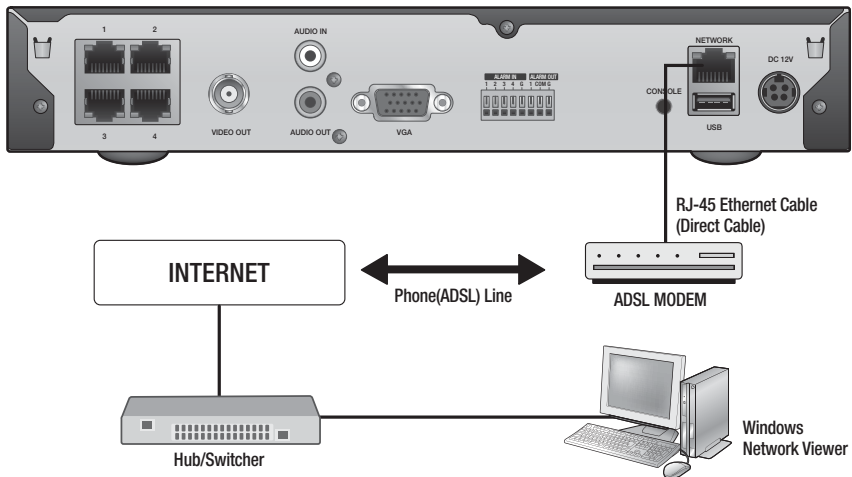 1 2
3 4
VIDEO OUT
AUDIO IN
AUDIO OUT
VGA
ALARM IN ALARM OUT
1 2 3 4 G 1 COM G
NETWORK
CONSOLE
USB
DC 12V
RJ-45 Ethernet Cable
(Direct Cable)
INTERNET
Phone(ADSL) Line
ADSL MODEM
Hub/Switcher
Windows
Network Viewer